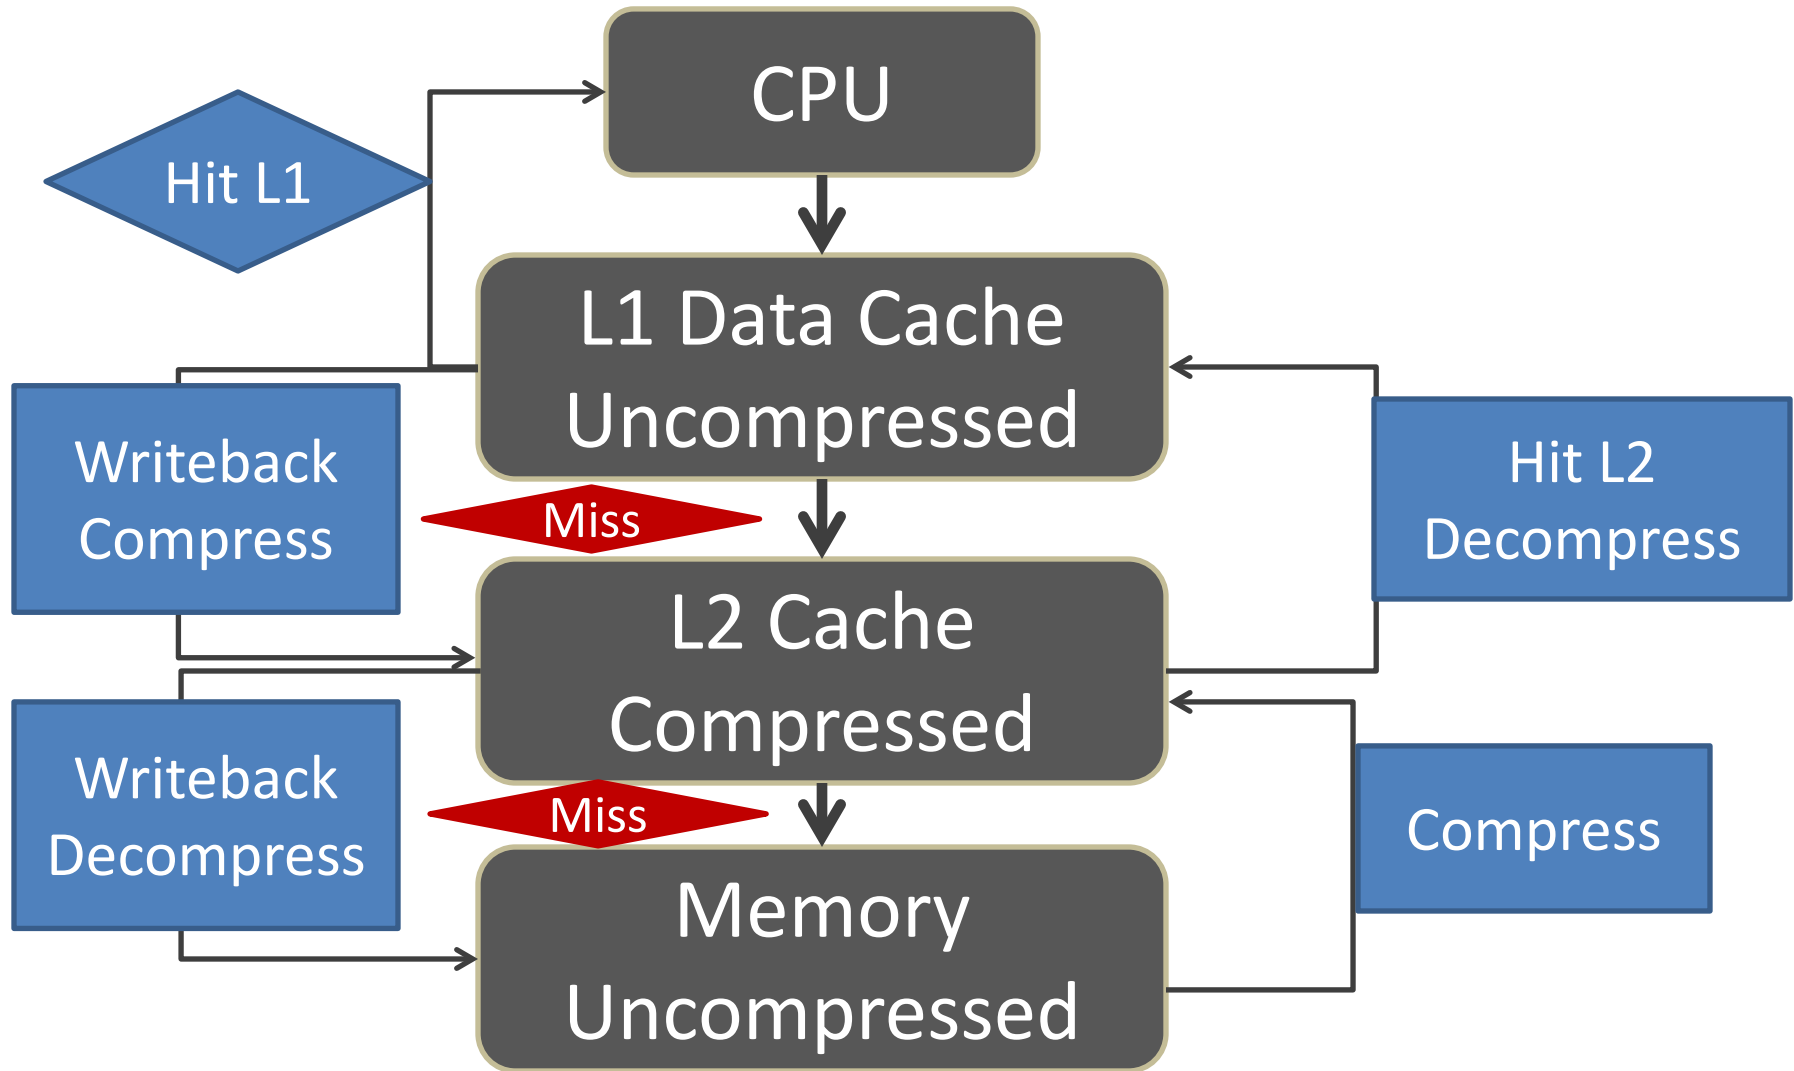 CPU
Hit L1
L1 Data Cache
Uncompressed
Writeback
Compress
Miss
Hit L2
Decompress
L2 Cache
Compressed
Writeback
Decompress
Miss
Compress
Memory
Uncompressed